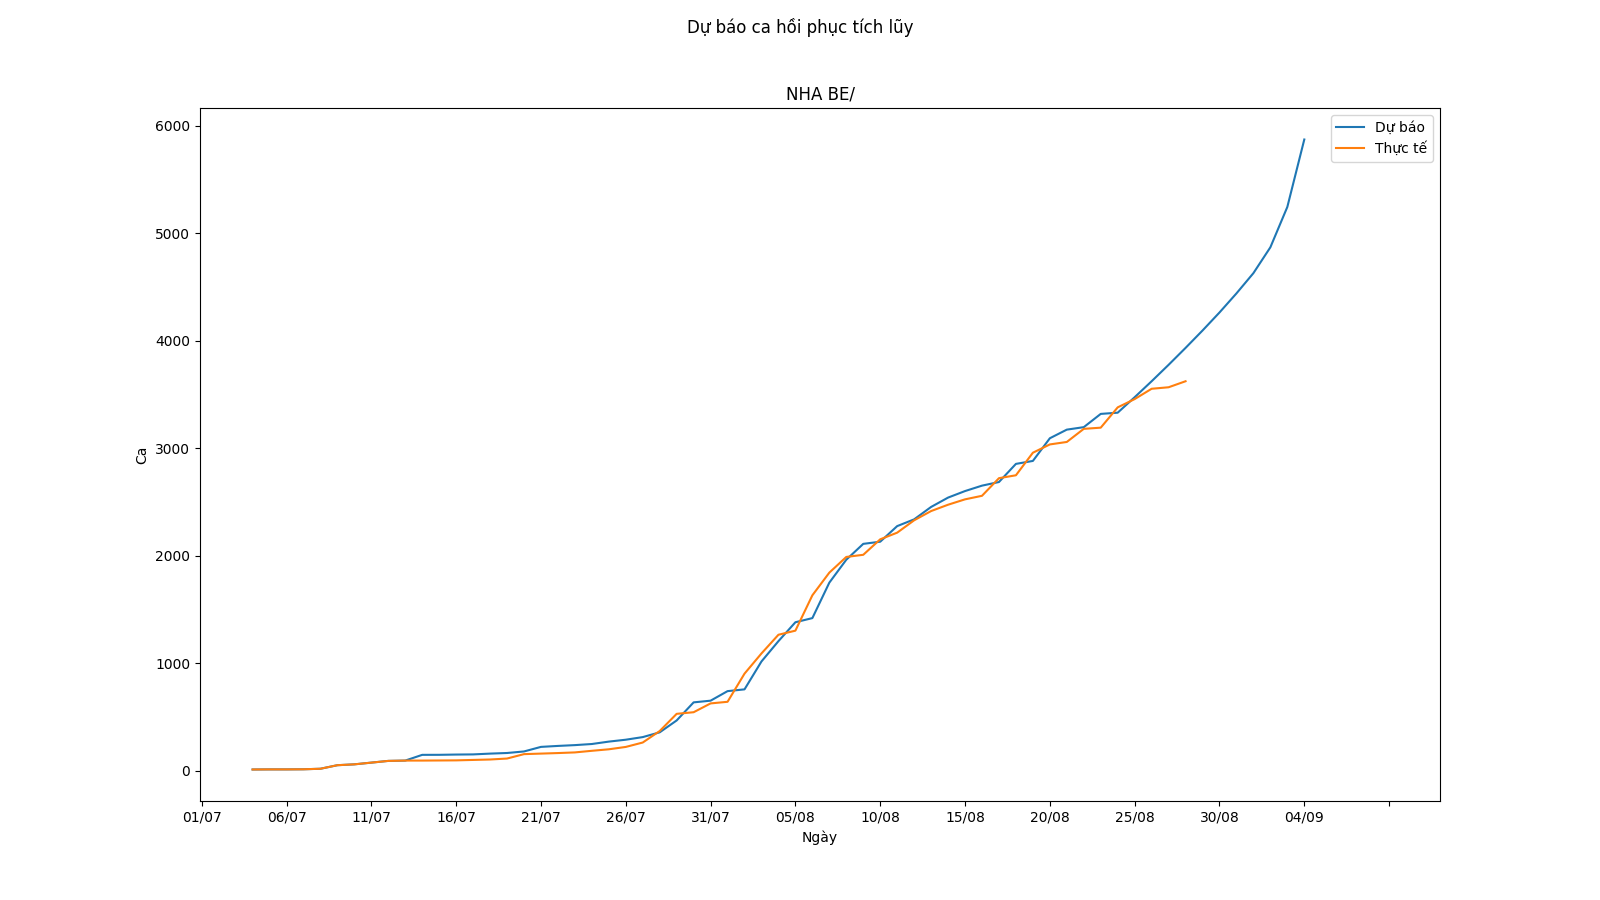 Dự báo ca hồi phục tích lũy
NHA BE/
Dự báo
Thực tế
6000
5000
4000
3000
2000
1000
0
Ca
01/07 06/07 11/07 16/07 21/07 26/07 31/07 05/08 10/08 15/08 20/08 25/08 30/08 04/09
Ngày